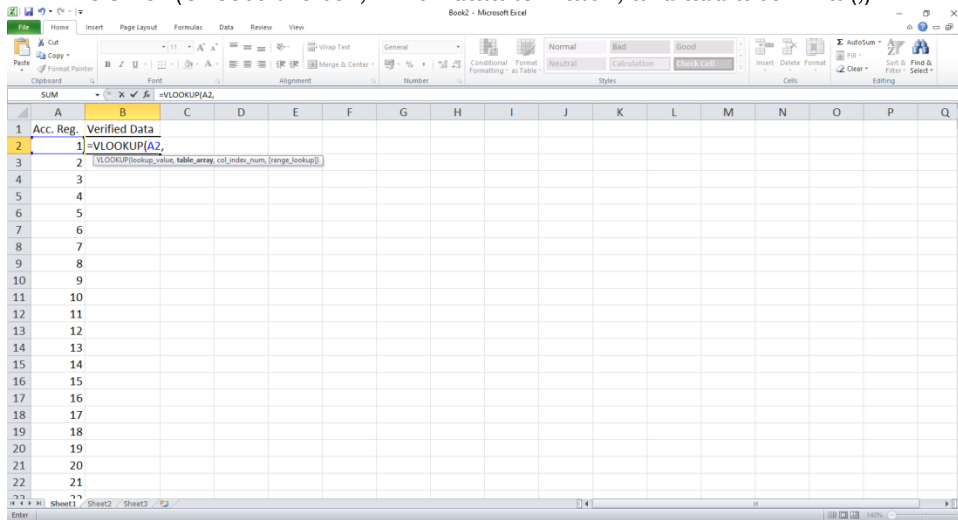 Book2 - Microsoft Excel
File Home Insert Page Layout Formulas Data Review View
Cut
Copy
Format Painter
Paste
11 A A
Wrap Text
General
Normal Bad Good
AutoSum
B I U
Merge & Center
% ,
Conditional Formatting
Format as Table
Neutral Calculation Check Cell
Insert Delete Format
Fill
Clear
Sort & Filter
Find & Select
Clipboard Font Alignment Number Styles Cells Editing
SUM fx =VLOOKUP(A2,
A B C D E F G H I J K L M N O P Q
1 Acc. Reg. Verified Data
2 1 =VLOOKUP(A2,
VLOOKUP(lookup_value, table_array, col_index_num, [range_lookup])
3 2
4 3
5 4
6 5
7 6
8 7
9 8
10 9
11 10
12 11
13 12
14 13
15 14
16 15
17 16
18 17
19 18
20 19
21 20
22 21
Sheet1 Sheet2 Sheet3
Enter 140%